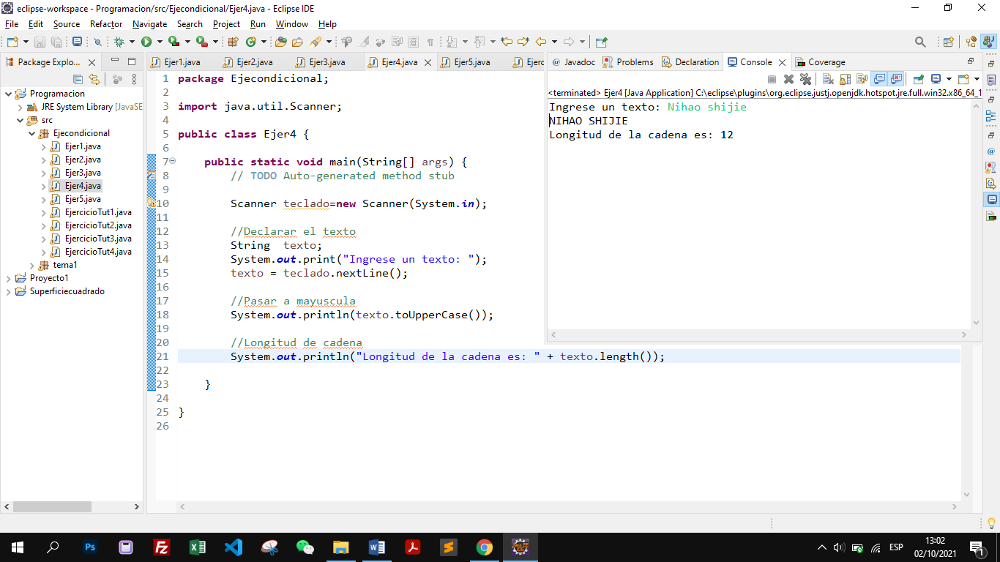 eclipse-workspace - Programacion/src/Ejecondicional/Ejer4.java - Eclipse IDE
File Edit Source Refactor Navigate Search Project Run Window Help
Package Explo...
Programacion
JRE System Library [JavaSE
src
Ejecondicional
Ejer1.java
Ejer2.java
Ejer3.java
Ejer4.java
Ejer5.java
EjercicioTut1.java
EjercicioTut2.java
EjercicioTut3.java
EjercicioTut4.java
tema1
Proyecto1
Superficiecuadrado
Ejer1.java Ejer2.java Ejer3.java Ejer4.java Ejer5.java Ejerc
1 package Ejecondicional;
2
3 import java.util.Scanner;
4
5 public class Ejer4 {
6
7 public static void main(String[] args) {
8 // TODO Auto-generated method stub
9
10 Scanner teclado=new Scanner(System.in);
11
12 //Declarar el texto
13 String  texto;
14 System.out.print("Ingrese un texto: ");
15 texto = teclado.nextLine();
16
17 //Pasar a mayuscula
18 System.out.println(texto.toUpperCase());
19
20 //Longitud de cadena
21 System.out.println("Longitud de la cadena es: " + texto.length());
22
23 }
24
25 }
26
@ Javadoc Problems Declaration Console Coverage
<terminated> Ejer4 [Java Application] C:\eclipse\plugins\org.eclipse.justj.openjdk.hotspot.jre.full.win32.x86_64_1
Ingrese un texto: Nihao shijie
NIHAO SHIJIE
Longitud de la cadena es: 12
ESP
13:02
02/10/2021
1